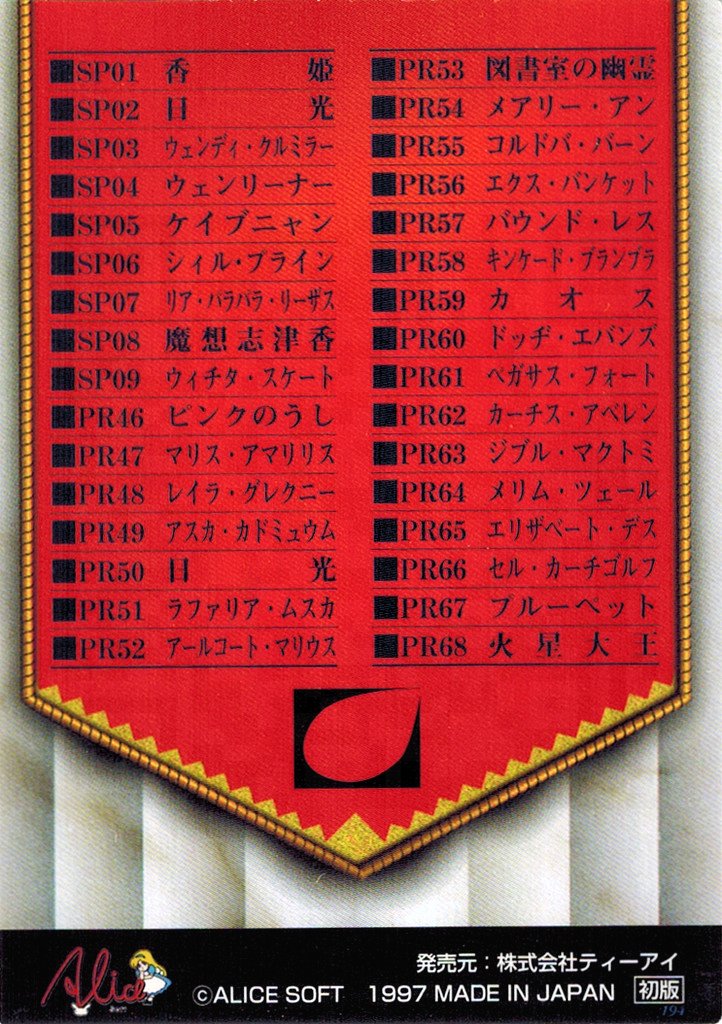 SP01 香姫
SP02 日光
SP03 ウェンディ・クルミラー
SP04 ウェンリーナー
SP05 ケイブニャン
SP06 シィル・プライン
SP07 リア・パラパラ・リーザス
SP08 魔想志津香
SP09 ウィチタ・スケート
PR46 ピンクのうし
PR47 マリス・アマリリス
PR48 レイラ・グレクニー
PR49 アスカ・カドミュウム
PR50 日光
PR51 ラファリア・ムスカ
PR52 アールコート・マリウス
PR53 図書室の幽霊
PR54 メアリー・アン
PR55 コルドバ・バーン
PR56 エクス・バンケット
PR57 バウンド・レス
PR58 キンケード・ブランブラ
PR59 カオス
PR60 ドッヂ・エバンズ
PR61 ペガサス・フォート
PR62 カーチス・アベレン
PR63 ジブル・マクトミ
PR64 メリム・ツェール
PR65 エリザベート・デス
PR66 セル・カーチゴルフ
PR67 プルーペット
PR68 火星大王
Alice
発売元：株式会社ティーアイ
©ALICE SOFT 1997 MADE IN JAPAN 初版
194